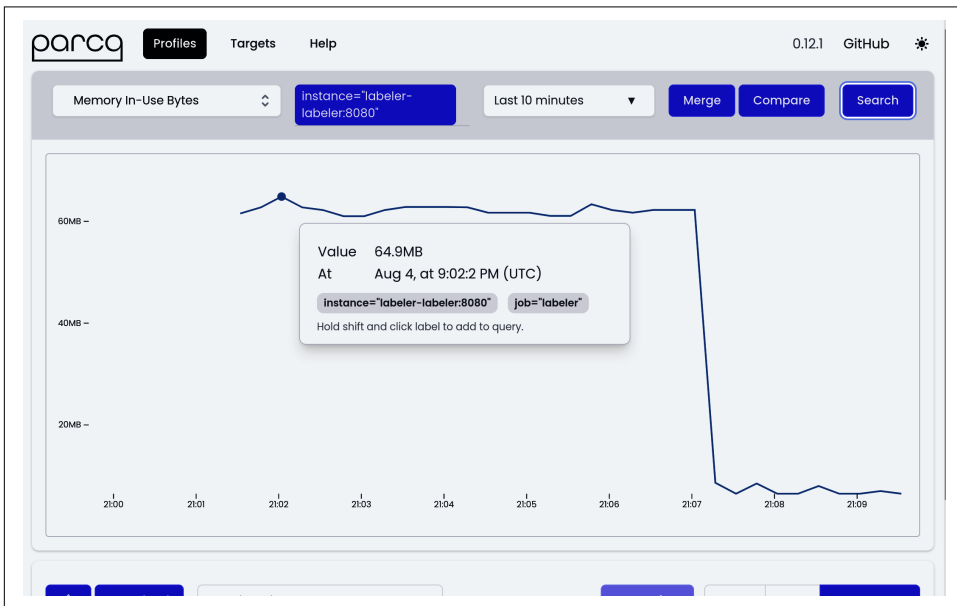 parca
Profiles
Targets
Help
0.12.1
GitHub
Memory In-Use Bytes
instance="labeler-
labeler:8080"
Last 10 minutes
Merge
Compare
Search
60MB
40MB
20MB
Value 64.9MB
At Aug 4, at 9:02:2 PM (UTC)
instance="labeler-labeler:8080" job="labeler"
Hold shift and click label to add to query.
21:00 21:01 21:02 21:03 21:04 21:05 21:06 21:07 21:08 21:09